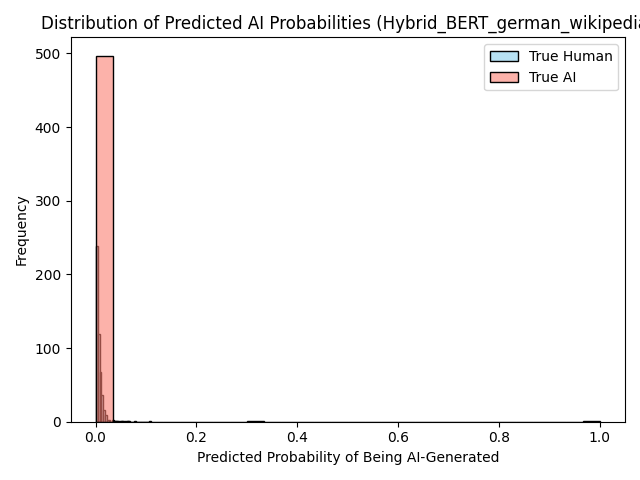 Distribution of Predicted AI Probabilities (Hybrid_BERT_german_wikipedia
True Human
True AI
500
400
300
200
100
0
Frequency
0.0 0.2 0.4 0.6 0.8 1.0
Predicted Probability of Being AI-Generated